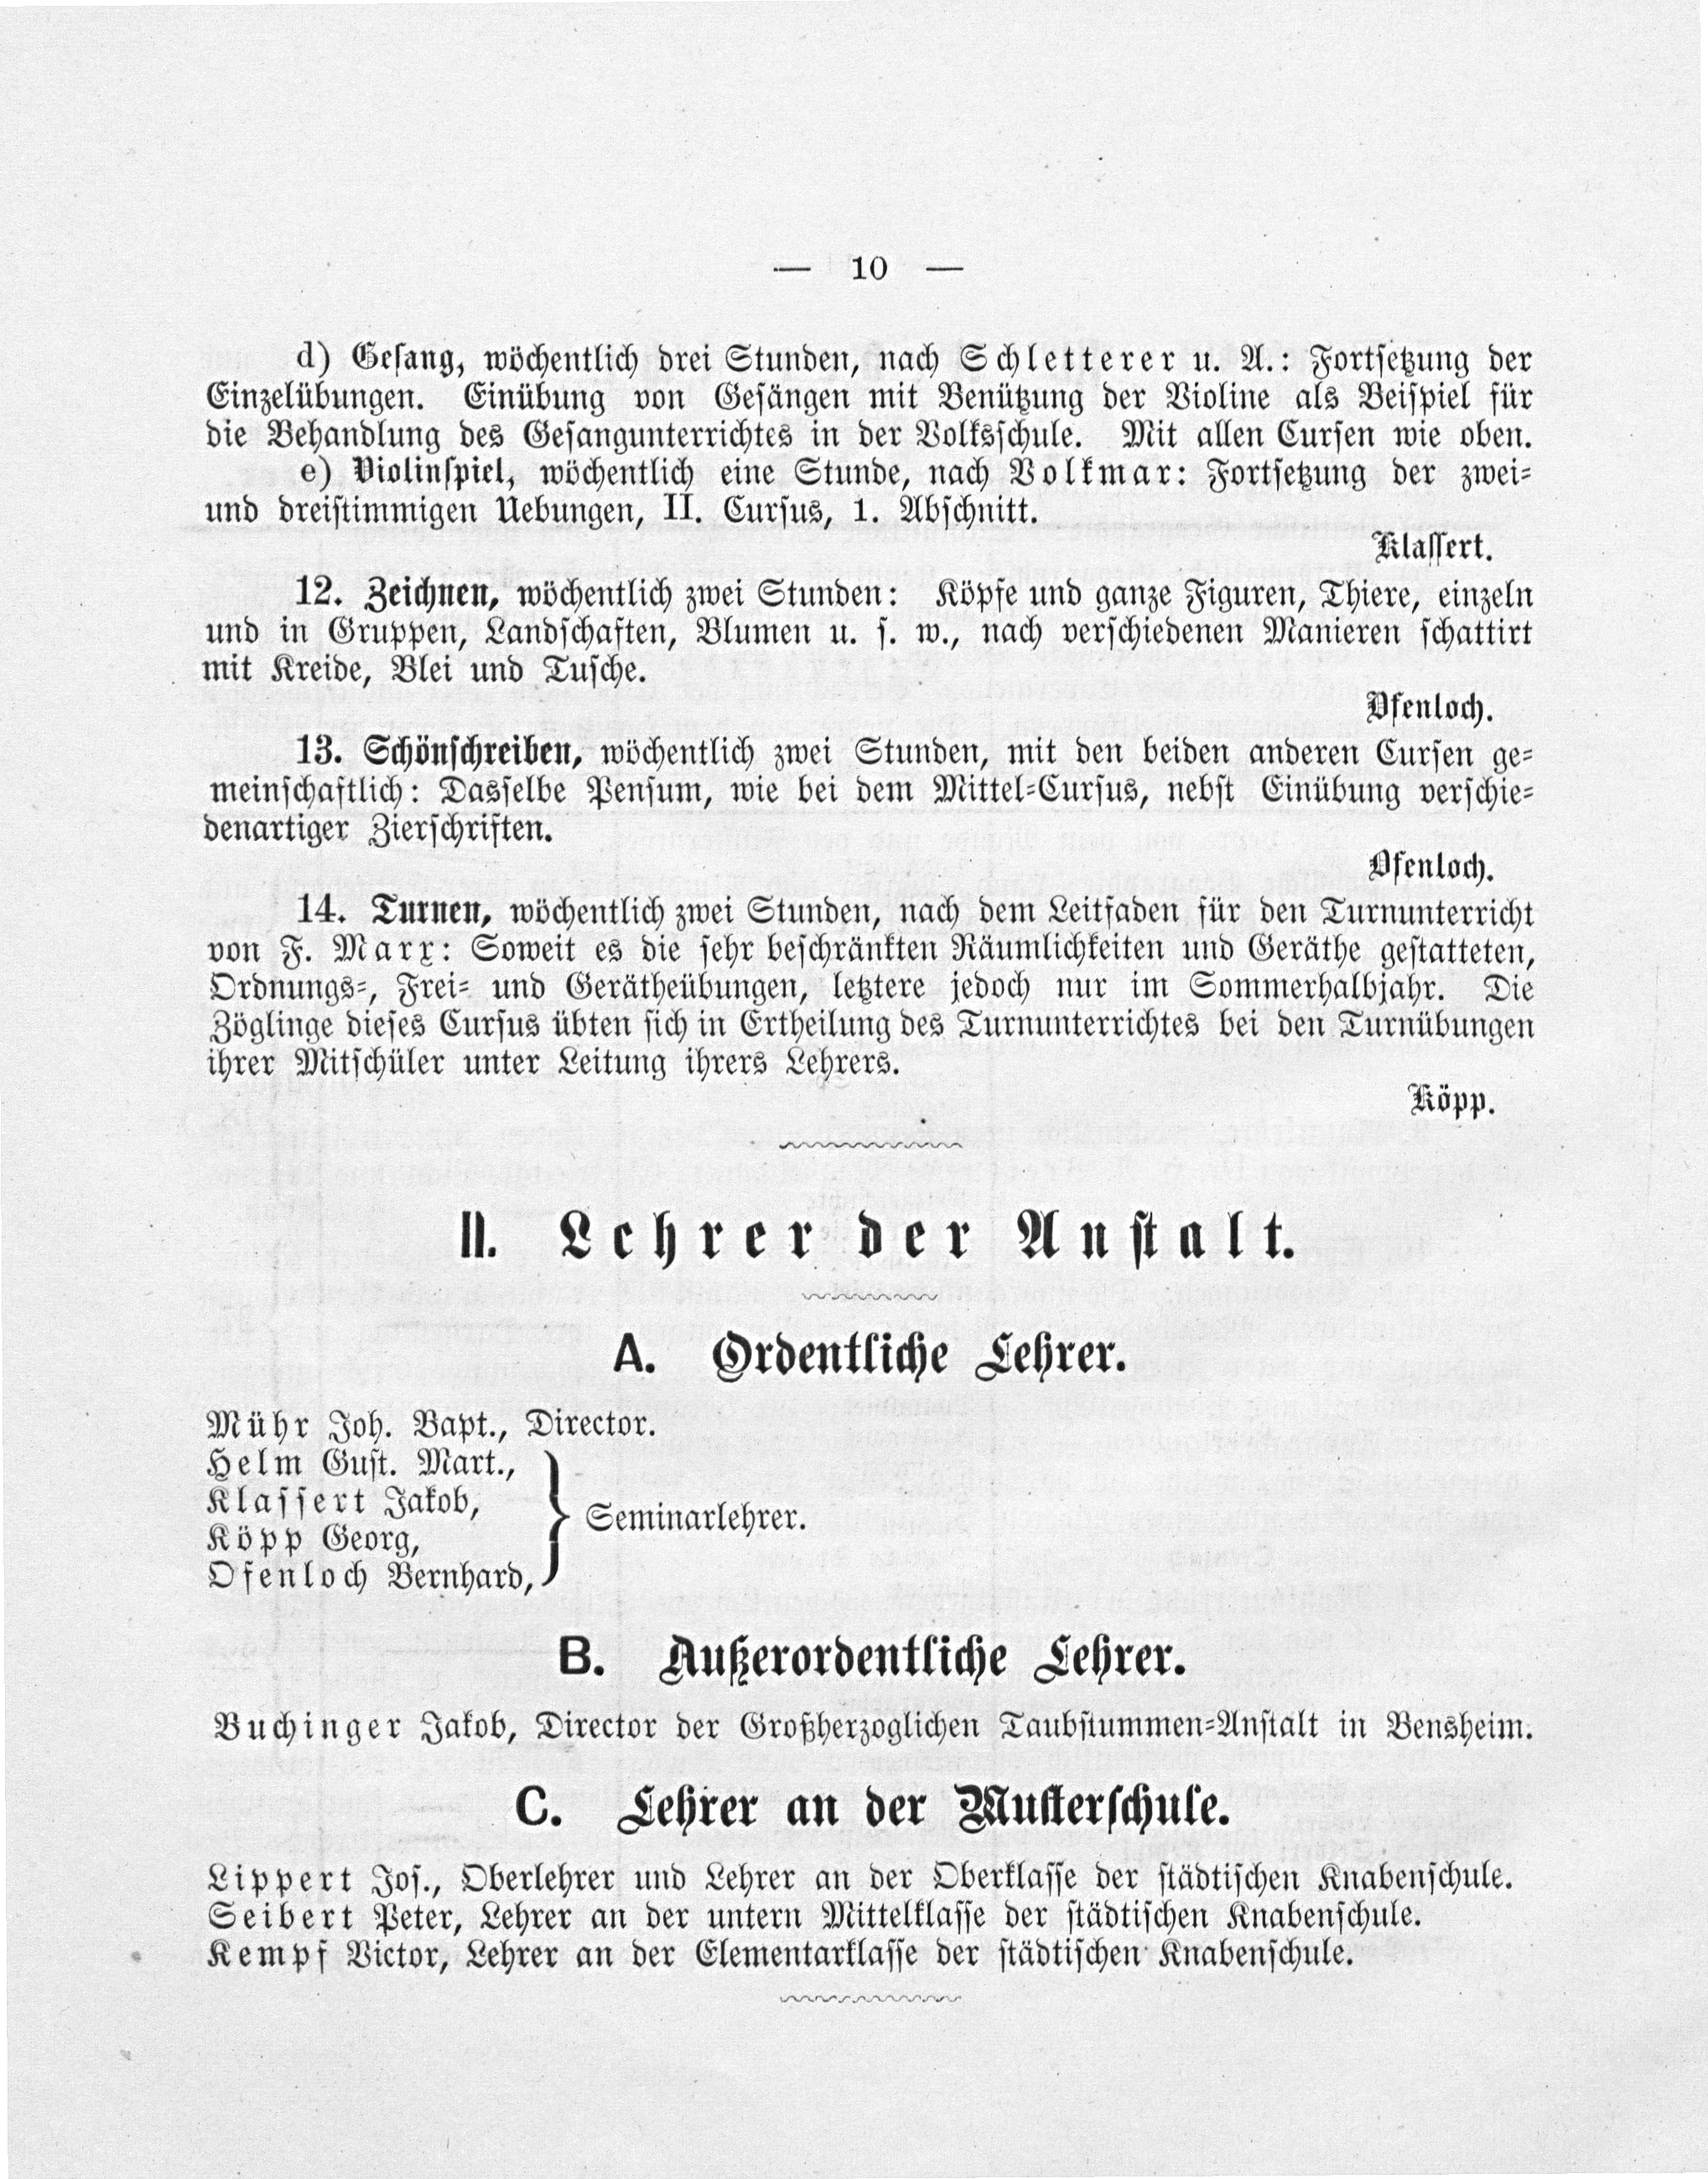 — 10 —
d) Gesang, wöchentlich drei Stunden, nach Schletterer u. A.: Fortsetzung der
Einzelübungen. Einübung von Gesängen mit Benützung der Violine als Beispiel für
die Behandlung des Gesangunterrichtes in der Volksschule. Mit allen Cursen wie oben.
e) Violinspiel, wöchentlich eine Stunde, nach Volkmar: Fortsetzung der zwei-
und dreistimmigen Uebungen, II. Cursus, 1. Abschnitt.
Klassert.
12. Zeichnen, wöchentlich zwei Stunden: Köpfe und ganze Figuren, Thiere, einzeln
und in Gruppen, Landschaften, Blumen u. s. w., nach verschiedenen Manieren schattirt
mit Kreide, Blei und Tusche.
Ofenloch.
13. Schönschreiben, wöchentlich zwei Stunden, mit den beiden anderen Cursen ge-
meinschaftlich: Dasselbe Pensum, wie bei dem Mittel-Cursus, nebst Einübung verschie-
denartiger Zierschriften.
Ofenloch.
14. Turnen, wöchentlich zwei Stunden, nach dem Leitfaden für den Turnunterricht
von F. Marx: Soweit es die sehr beschränkten Räumlichkeiten und Geräthe gestatteten,
Ordnungs-, Frei- und Geräthübungen, letztere jedoch nur im Sommerhalbjahr. Die
Zöglinge dieses Cursus übten sich in Ertheilung des Turnunterrichtes bei den Turnübungen
ihrer Mitschüler unter Leitung ihrers Lehrers.
Köpp.
II. Lehrer der Anstalt.
A. Ordentliche Lehrer.
Mühr Joh. Bapt., Director.
Helm Gust. Mart.,
Klassert Jakob,
Köpp Georg,
Ofenloch Bernhard,
Seminarlehrer.
B. Außerordentliche Lehrer.
Buchinger Jakob, Director der Großherzoglichen Taubstummen-Anstalt in Bensheim.
C. Lehrer an der Musterschule.
Lippert Jos., Oberlehrer und Lehrer an der Oberklasse der städtischen Knabenschule.
Seibert Peter, Lehrer an der untern Mittelklasse der städtischen Knabenschule.
Kempf Victor, Lehrer an der Elementarklasse der städtischen Knabenschule.